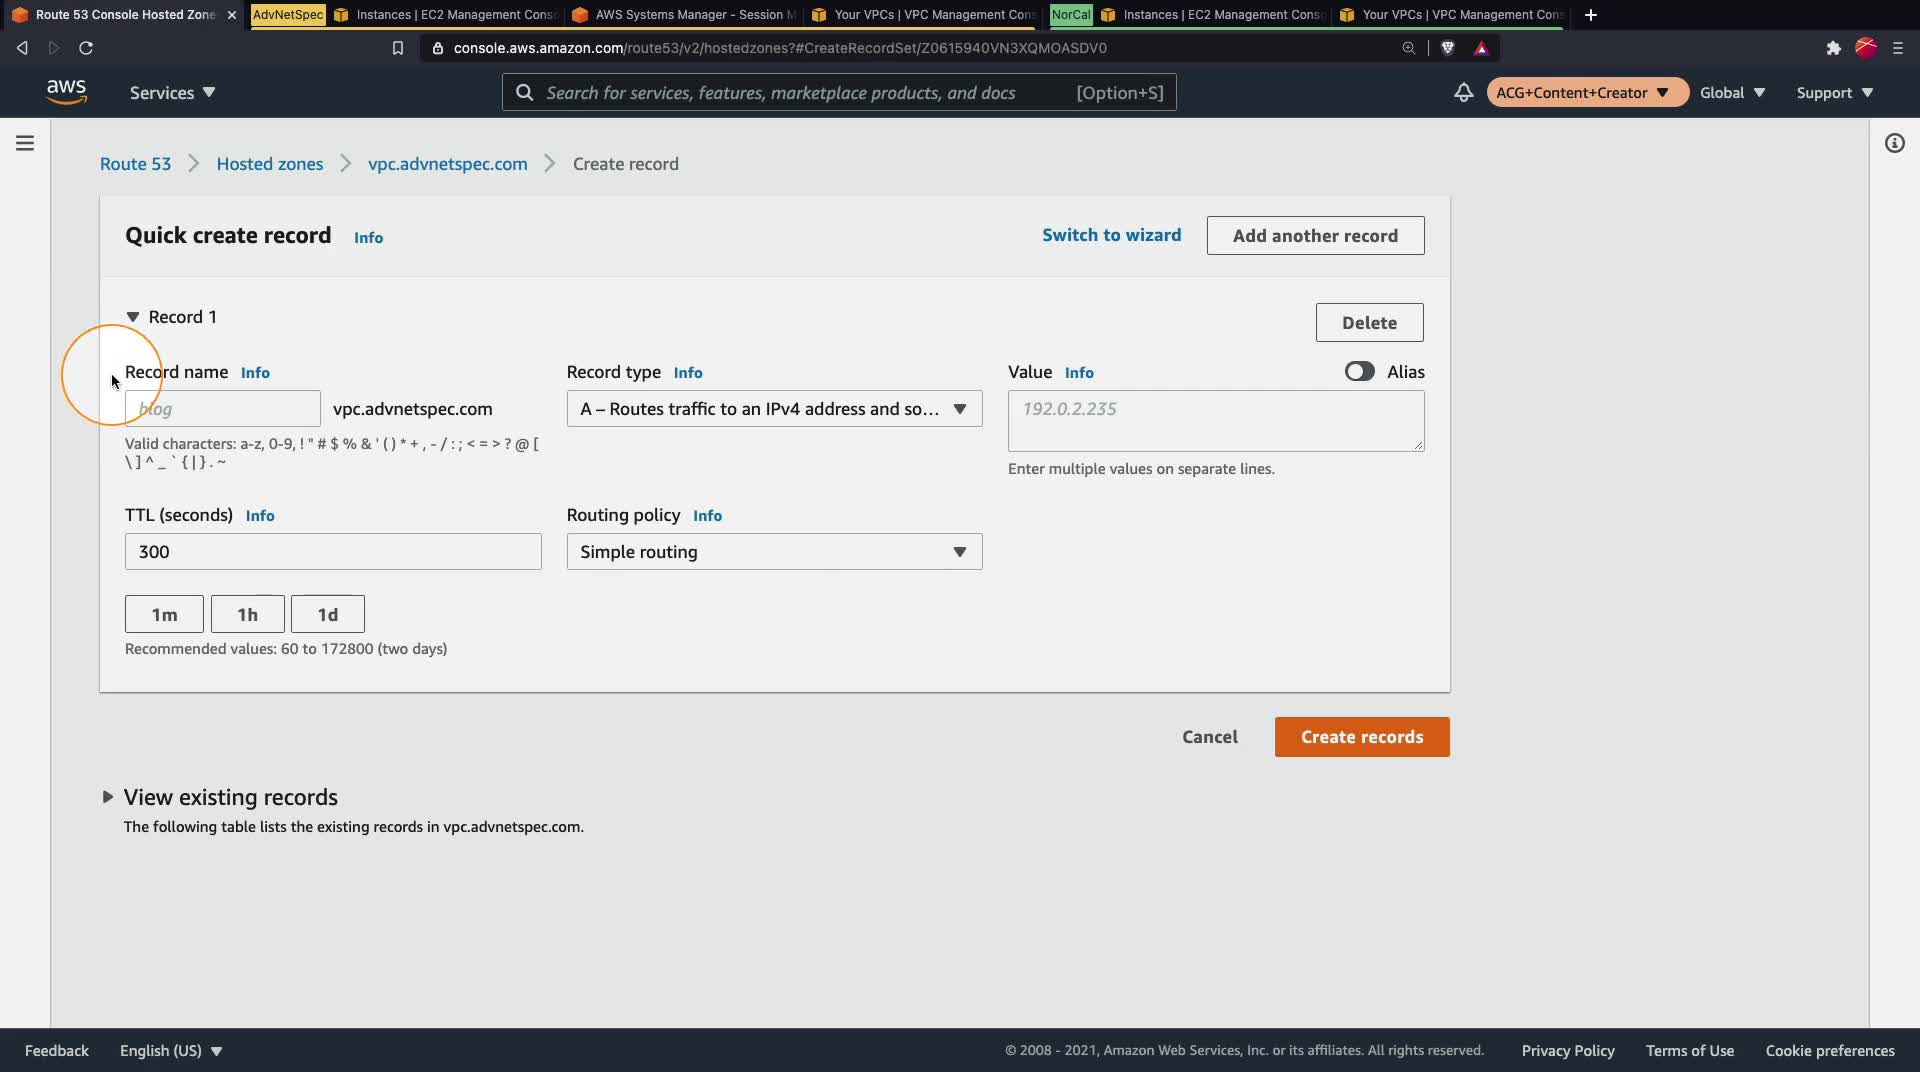 Route 53 Console Hosted Zone
AdvNetSpec
Instances | EC2 Management Conso
AWS Systems Manager - Session M
Your VPCs | VPC Management Cons
NorCal
Instances | EC2 Management Conso
Your VPCs | VPC Management Cons
console.aws.amazon.com/route53/v2/hostedzones?#CreateRecordSet/Z0615940VN3XQMOASDV0
aws
Services
Search for services, features, marketplace products, and docs
[Option+S]
ACG+Content+Creator
Global
Support
Route 53
Hosted zones
vpc.advnetspec.com
Create record
Quick create record
Info
Switch to wizard
Add another record
Record 1
Delete
Record name Info
Record type Info
Value Info
Alias
blog
vpc.advnetspec.com
A – Routes traffic to an IPv4 address and so...
192.0.2.235
Valid characters: a-z, 0-9, ! " # $ % & ' ( ) * + , - / : ; < = > ? @ [
\ ] ^ _ ` { | } . ~
Enter multiple values on separate lines.
TTL (seconds) Info
Routing policy Info
300
Simple routing
1m
1h
1d
Recommended values: 60 to 172800 (two days)
Cancel
Create records
View existing records
The following table lists the existing records in vpc.advnetspec.com.
Feedback
English (US)
© 2008 - 2021, Amazon Web Services, Inc. or its affiliates. All rights reserved.
Privacy Policy
Terms of Use
Cookie preferences